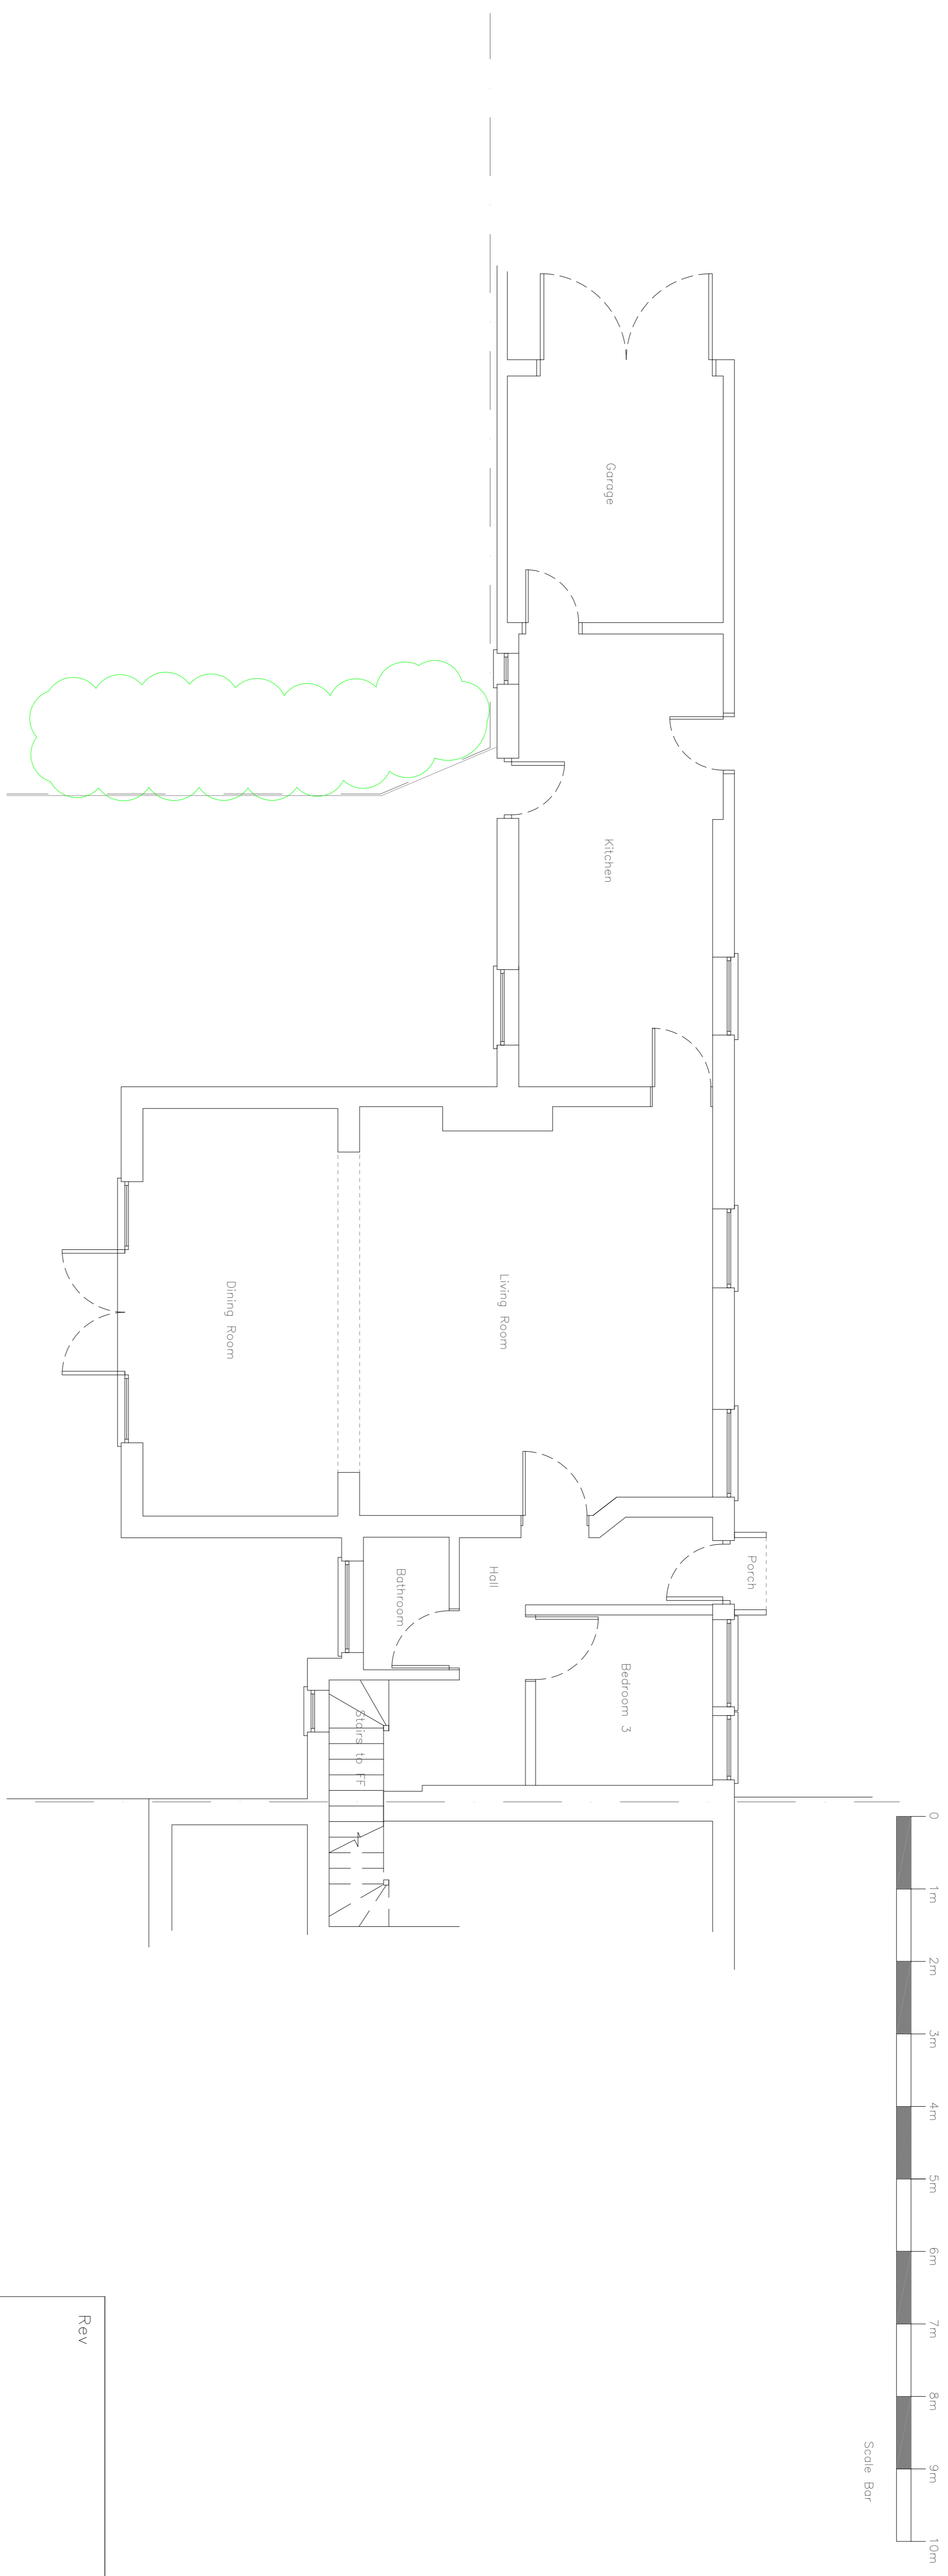 Garage
Kitchen
Living Room
Dining Room
Porch
Hall
Bathroom
Bedroom 3
Stairs to FF
0
1m
2m
3m
4m
5m
6m
7m
8m
9m
10m
Scale Bar
Rev